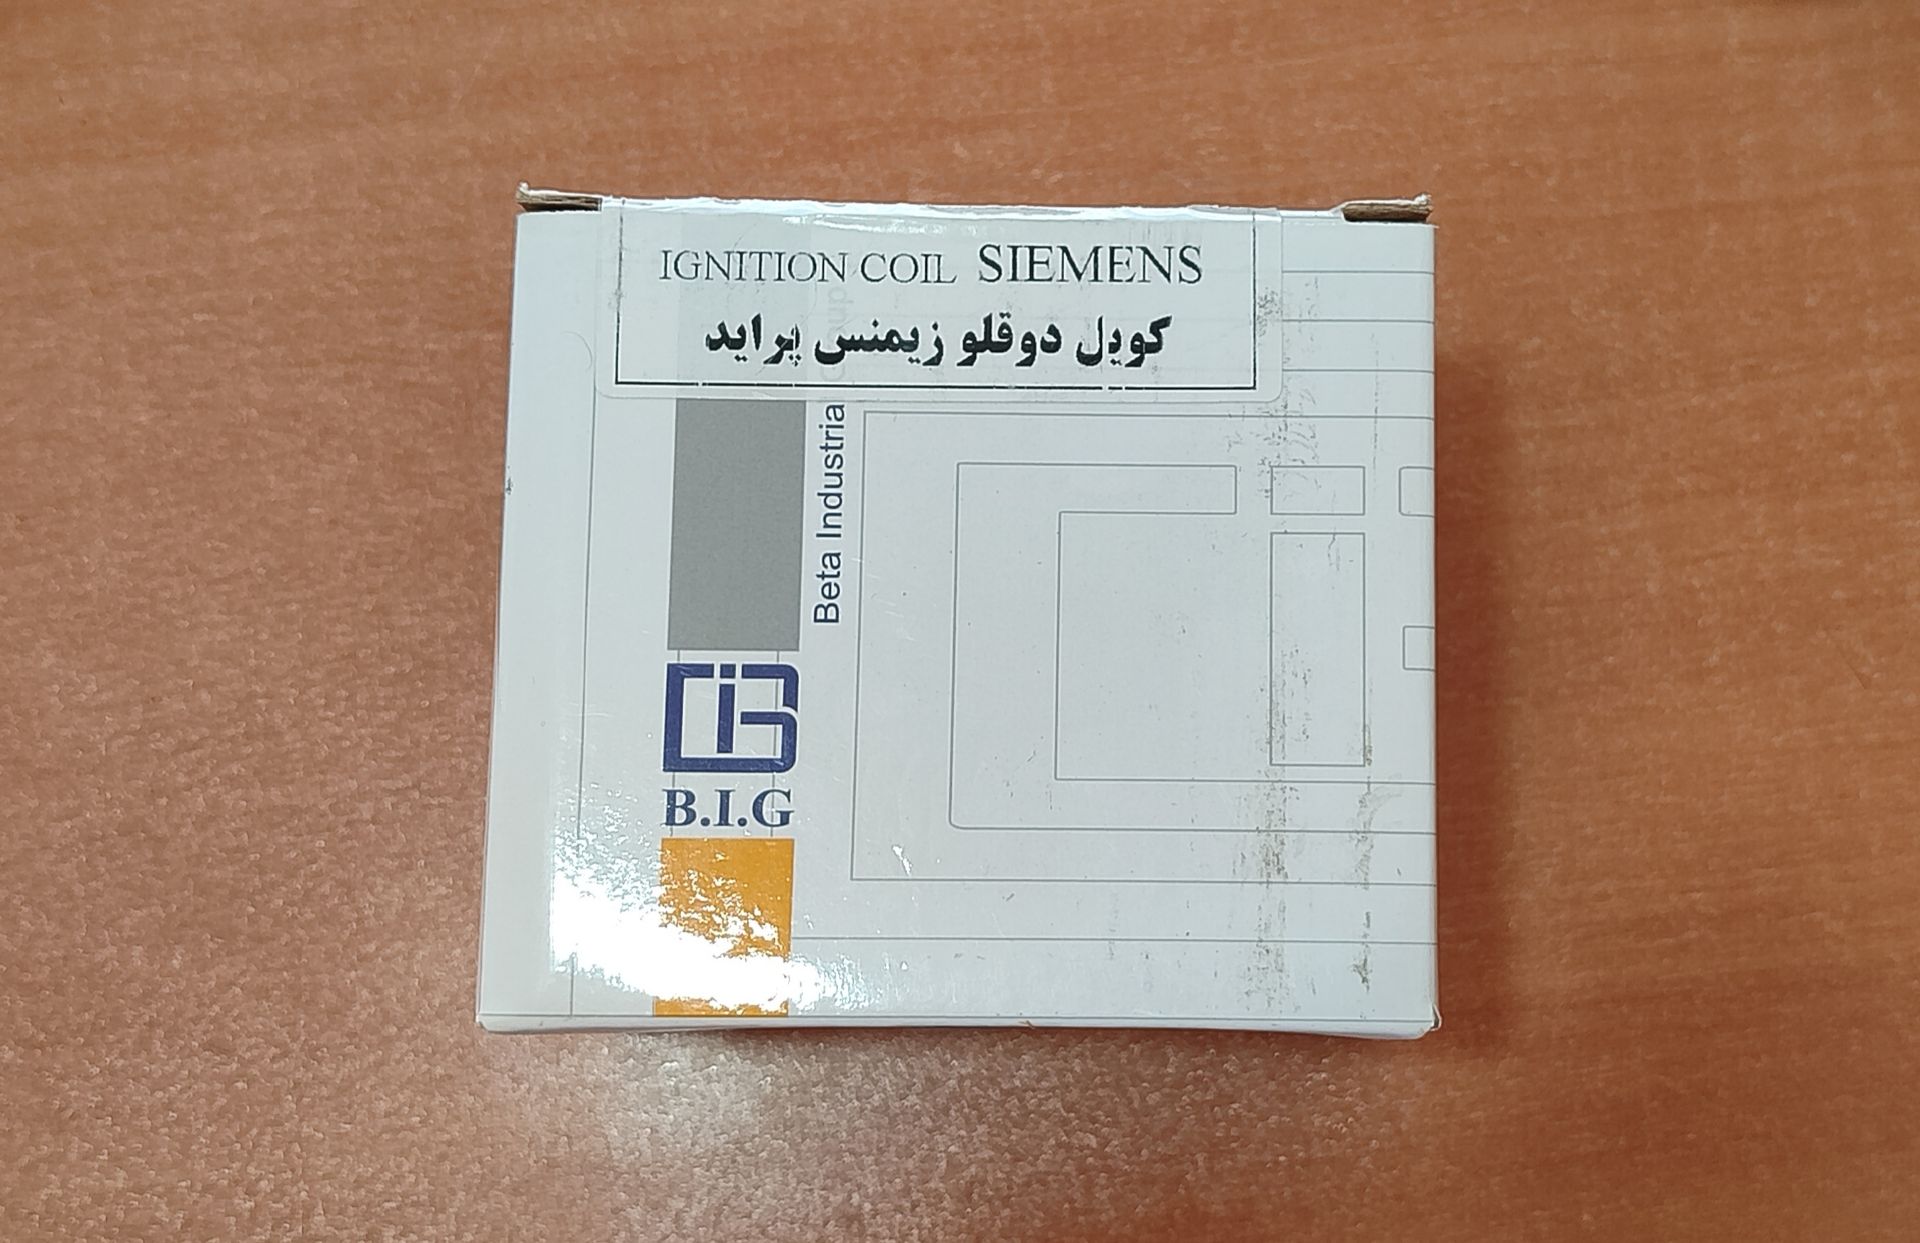 IGNITION COIL SIEMENS
کویل دوقلو زیمنس پراید
Beta Industria
B.I.G